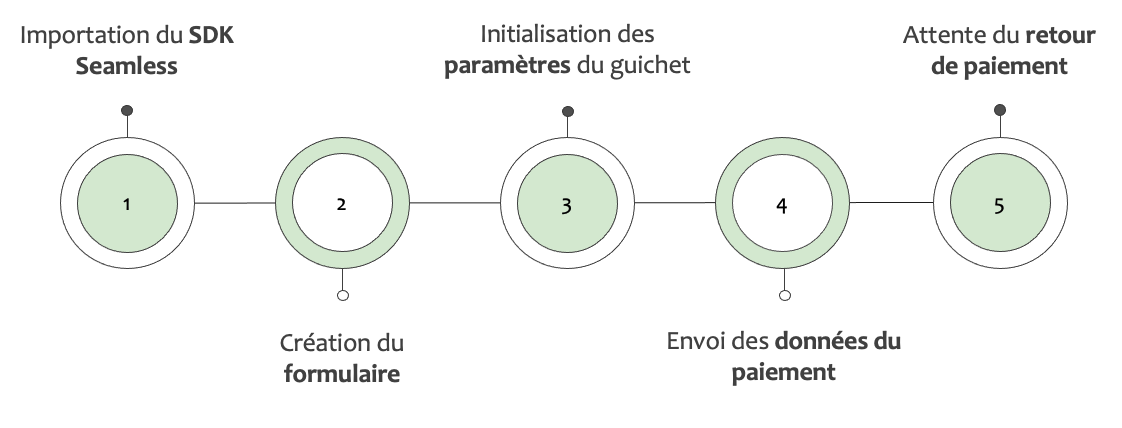 Importation du SDK
Seamless
Initialisation des
paramètres du guichet
Attente du retour
de paiement
1
2
3
4
5
Création du
formulaire
Envoi des données du
paiement